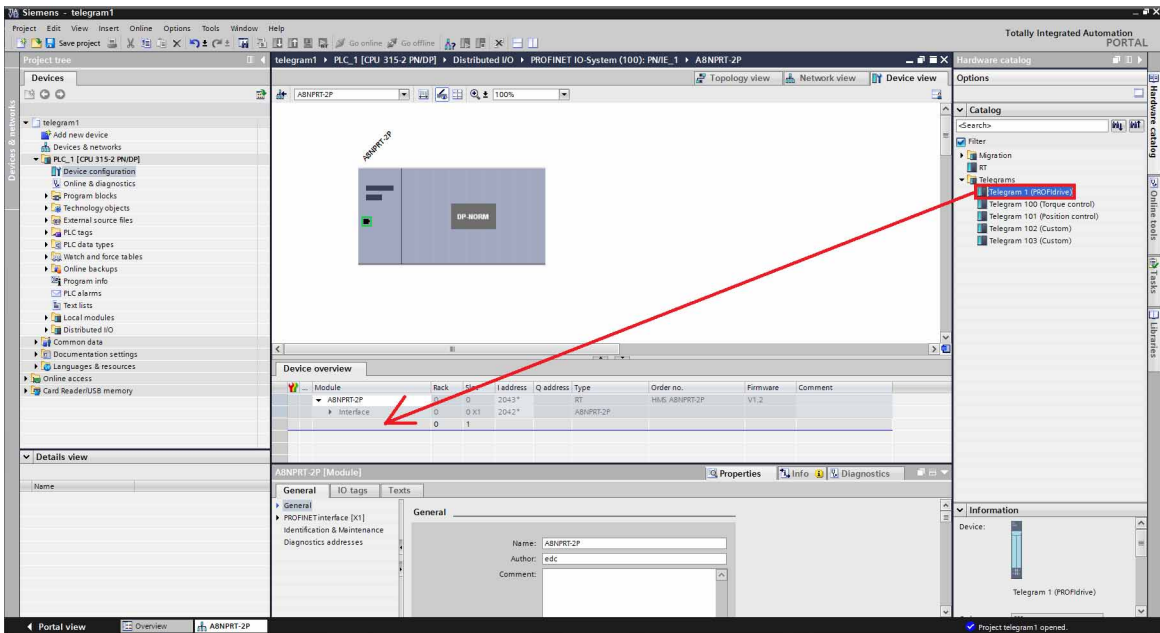 Siemens - telegram1
Project Edit View Insert Online Options Tools Window Help
Save project Go online Go offline
Totally Integrated Automation
PORTAL
Project tree
Devices
telegram1
Add new device
Devices & networks
PLC_1 [CPU 315-2 PN/DP]
Device configuration
Online & diagnostics
Program blocks
Technology objects
External source files
PLC tags
PLC data types
Watch and force tables
Online backups
Program info
PLC alarms
Text lists
Local modules
Distributed I/O
Common data
Documentation settings
Languages & resources
Online access
Card Reader/USB memory
Details view
Name
Devices & networks
telegram1 PLC_1 [CPU 315-2 PN/DP] Distributed I/O PROFINET IO-System (100): PN/IE_1 A8NPRT-2P
Topology view Network view Device view
A8NPRT-2P 100%
A8NPRT-2P
DP-NORM
Device overview
... Module Rack Slot I address Q address Type Order no. Firmware Comment
A8NPRT-2P 0 0 2043* RT HMS A8NPRT-2P V1.2
Interface 0 0 X1 2042* A8NPRT-2P
0 1
A8NPRT-2P [Module]
Properties Info Diagnostics
General IO tags Texts
General
PROFINET interface [X1]
Identification & Maintenance
Diagnostics addresses
General
Name: A8NPRT-2P
Author: edc
Comment:
Hardware catalog
Options
Catalog
<Search>
Filter
Migration
RT
Telegrams
Telegram 1 (PROFIdrive)
Telegram 100 (Torque control)
Telegram 101 (Position control)
Telegram 102 (Custom)
Telegram 103 (Custom)
Information
Device:
Telegram 1 (PROFIdrive)
Hardware catalog
Online tools
Tasks
Libraries
Portal view Overview A8NPRT-2P
Project telegram1 opened.